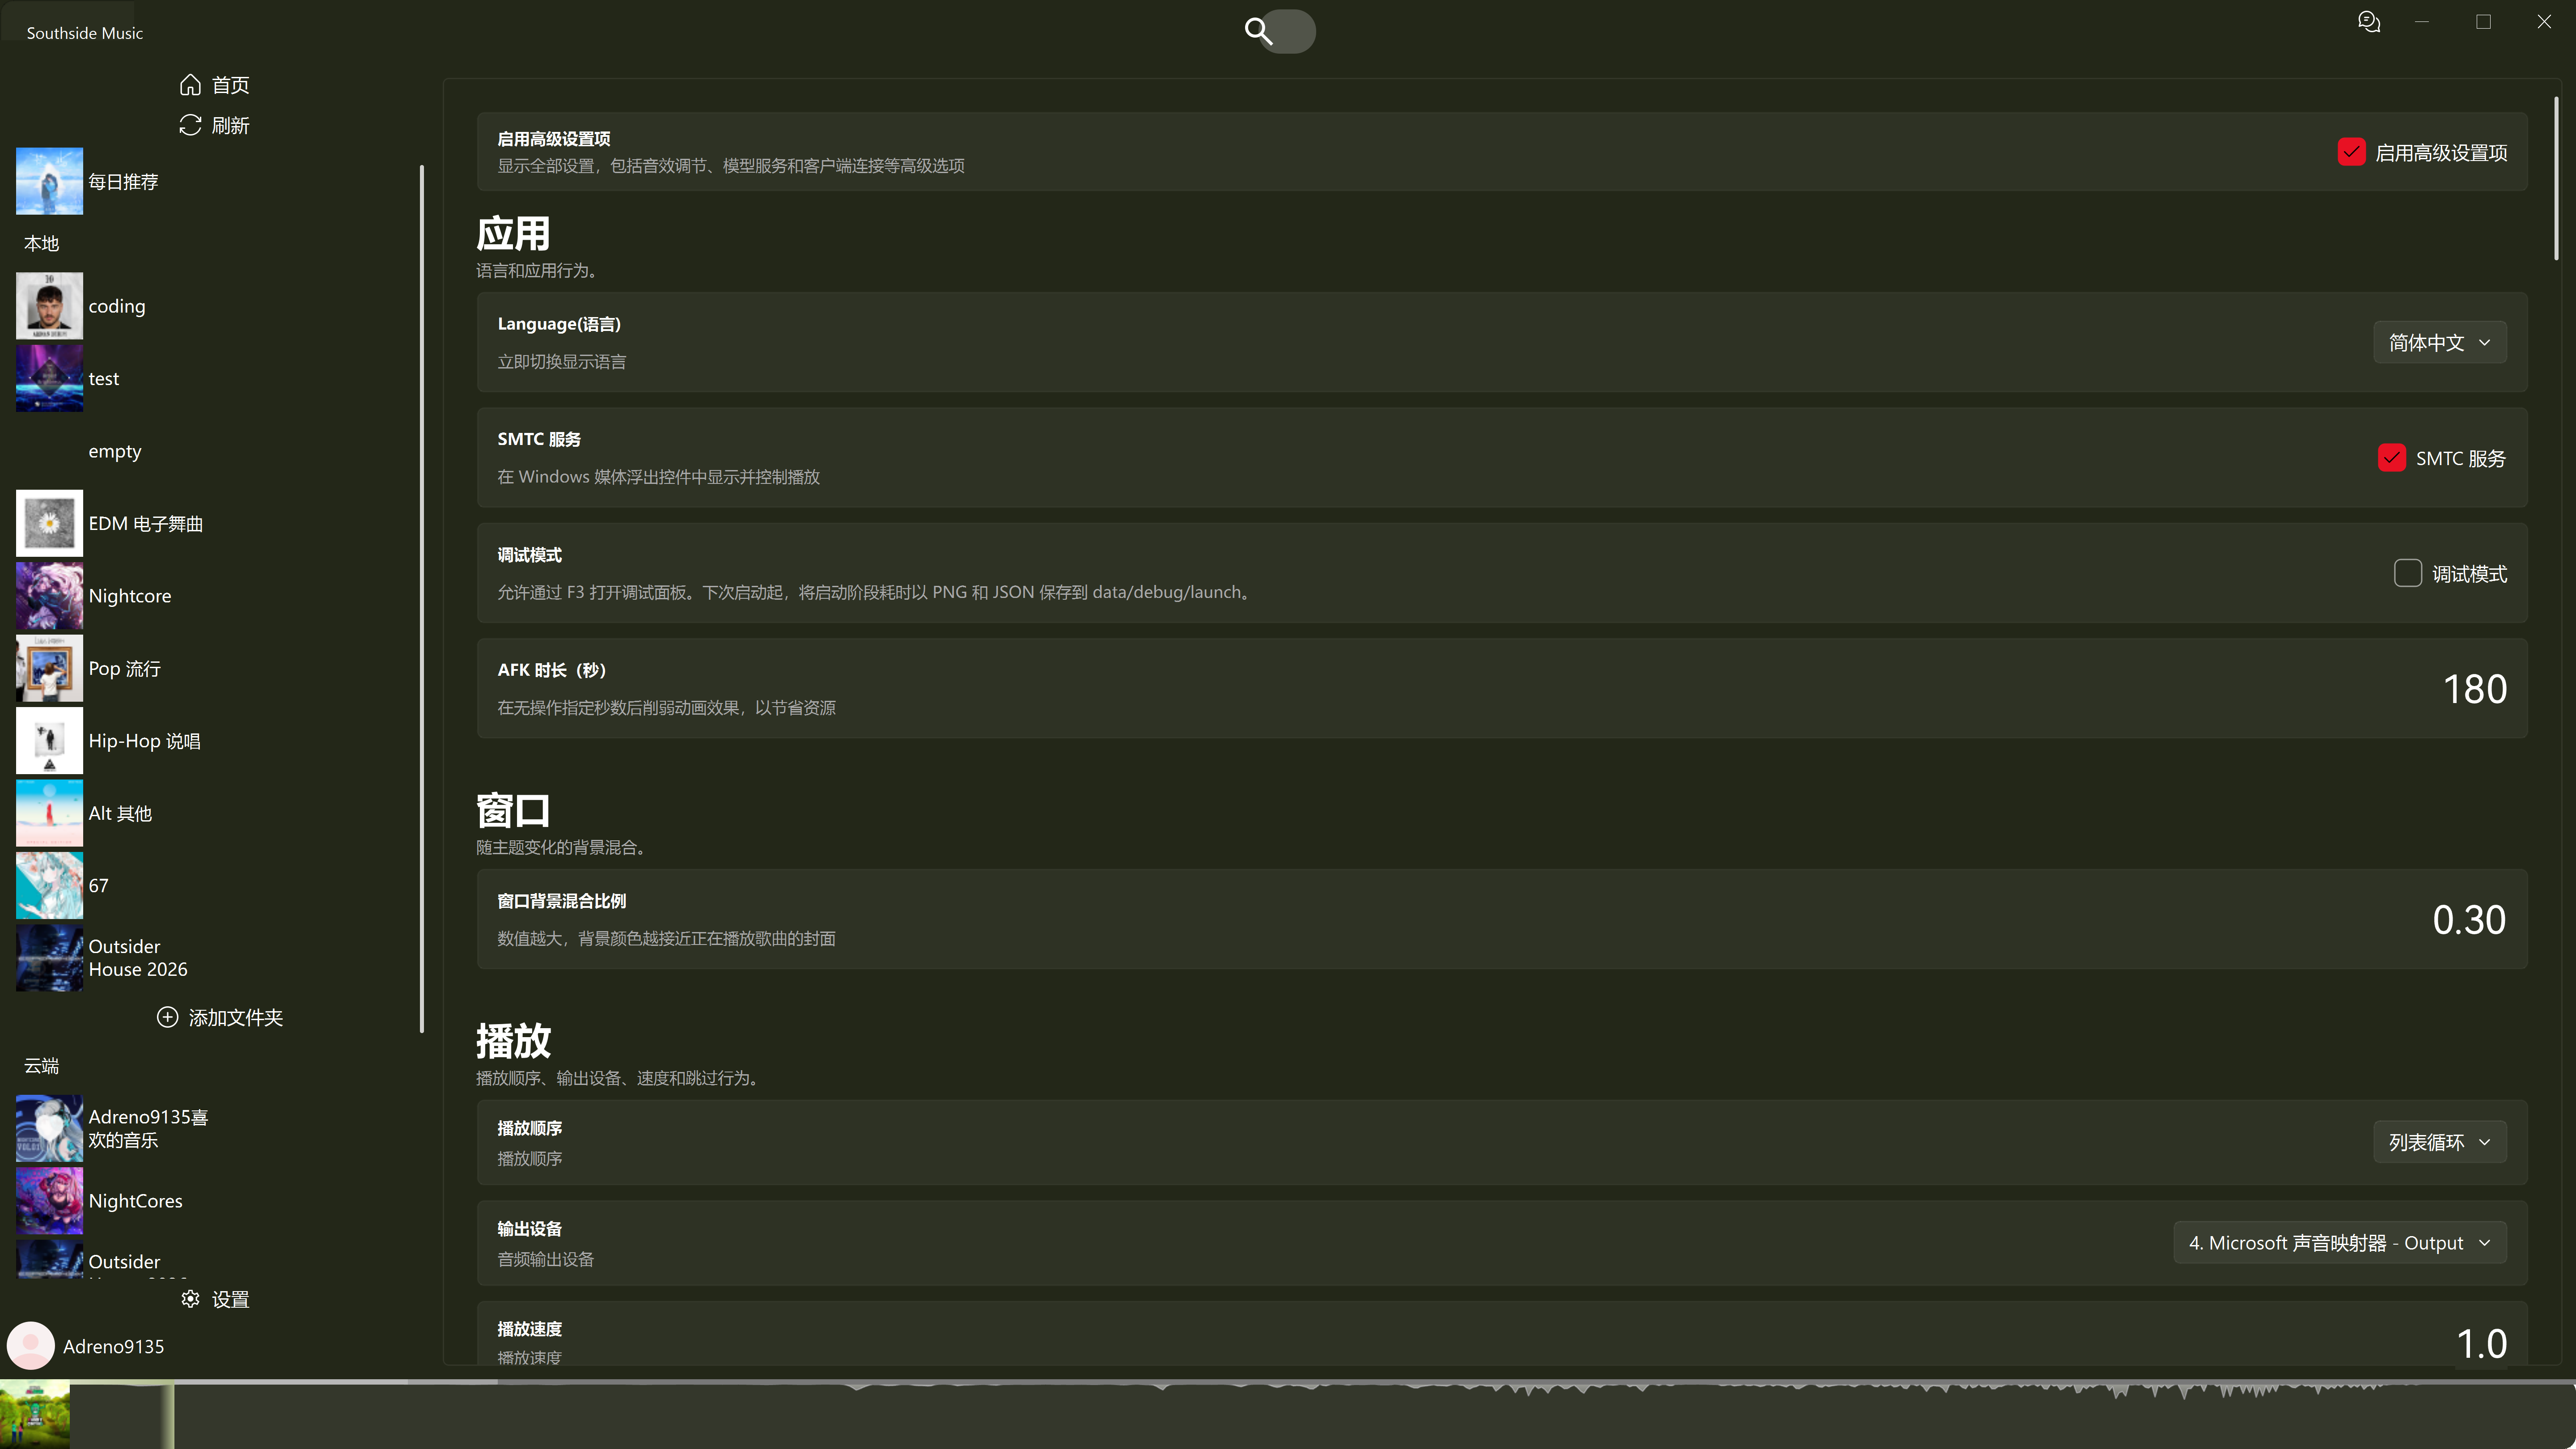 Southside Music
首页
刷新
每日推荐
本地
coding
test
empty
EDM 电子舞曲
Nightcore
Pop 流行
Hip-Hop 说唱
Alt 其他
67
Outsider
House 2026
添加文件夹
云端
Adreno9135喜
欢的音乐
NightCores
Outsider
设置
Adreno9135
启用高级设置项
显示全部设置，包括音效调节、模型服务和客户端连接等高级选项
启用高级设置项
应用
语言和应用行为。
Language(语言)
立即切换显示语言
简体中文
SMTC 服务
在 Windows 媒体浮出控件中显示并控制播放
SMTC 服务
调试模式
允许通过 F3 打开调试面板。下次启动起，将启动阶段耗时以 PNG 和 JSON 保存到 data/debug/launch。
调试模式
AFK 时长（秒）
在无操作指定秒数后削弱动画效果，以节省资源
180
窗口
随主题变化的背景混合。
窗口背景混合比例
数值越大，背景颜色越接近正在播放歌曲的封面
0.30
播放
播放顺序、输出设备、速度和跳过行为。
播放顺序
播放顺序
列表循环
输出设备
音频输出设备
4. Microsoft 声音映射器 - Output
播放速度
播放速度
1.0